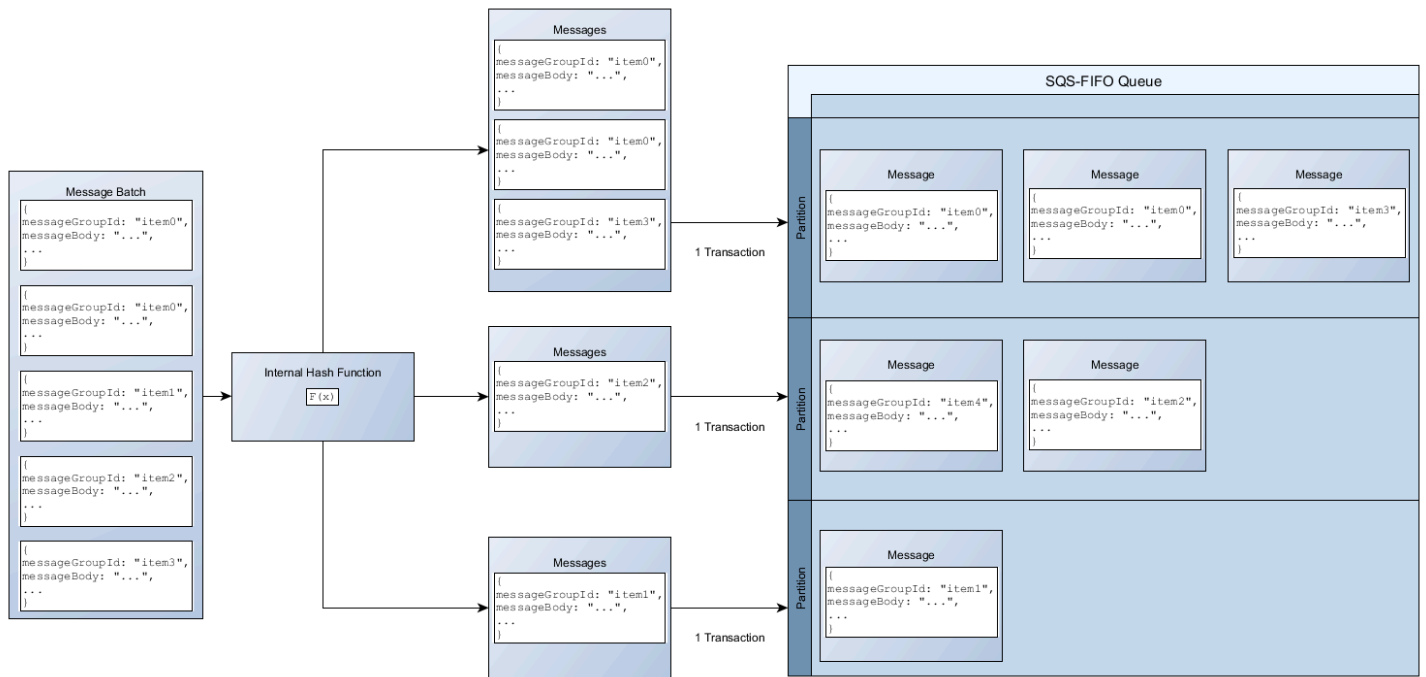 Message Batch
{
messageGroupId: "item0",
messageBody: "...",
...
}
{
messageGroupId: "item0",
messageBody: "...",
...
}
{
messageGroupId: "item1",
messageBody: "...",
...
}
{
messageGroupId: "item2",
messageBody: "...",
...
}
{
messageGroupId: "item3",
messageBody: "...",
...
}
Internal Hash Function
F(x)
Messages
{
messageGroupId: "item0",
messageBody: "...",
...
}
{
messageGroupId: "item0",
messageBody: "...",
...
}
{
messageGroupId: "item3",
messageBody: "...",
...
}
1 Transaction
Messages
{
messageGroupId: "item2",
messageBody: "...",
...
}
1 Transaction
Messages
{
messageGroupId: "item1",
messageBody: "...",
...
}
1 Transaction
SQS-FIFO Queue
Partition
Message
{
messageGroupId: "item0",
messageBody: "...",
...
}
Message
{
messageGroupId: "item0",
messageBody: "...",
...
}
Message
{
messageGroupId: "item3",
messageBody: "...",
...
}
Partition
Message
{
messageGroupId: "item4",
messageBody: "...",
...
}
Message
{
messageGroupId: "item2",
messageBody: "...",
...
}
Partition
Message
{
messageGroupId: "item1",
messageBody: "...",
...
}